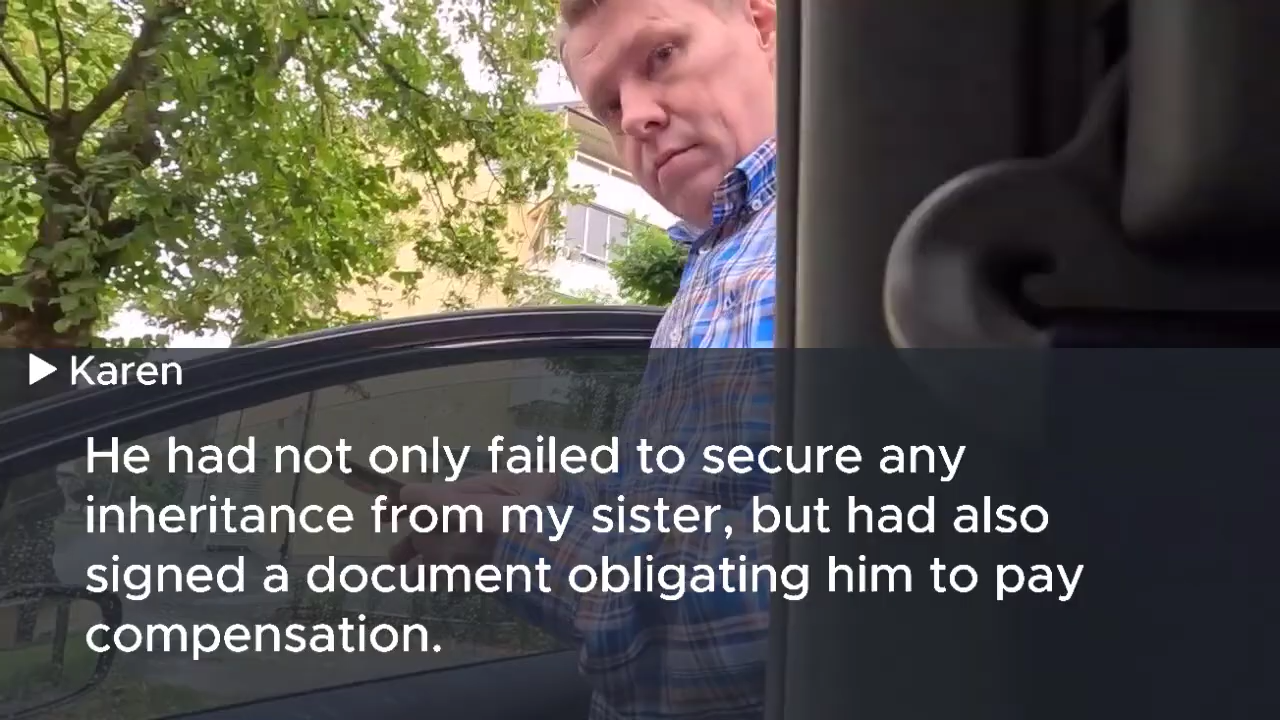 Karen
He had not only failed to secure any
inheritance from my sister, but had also
signed a document obligating him to pay
compensation.